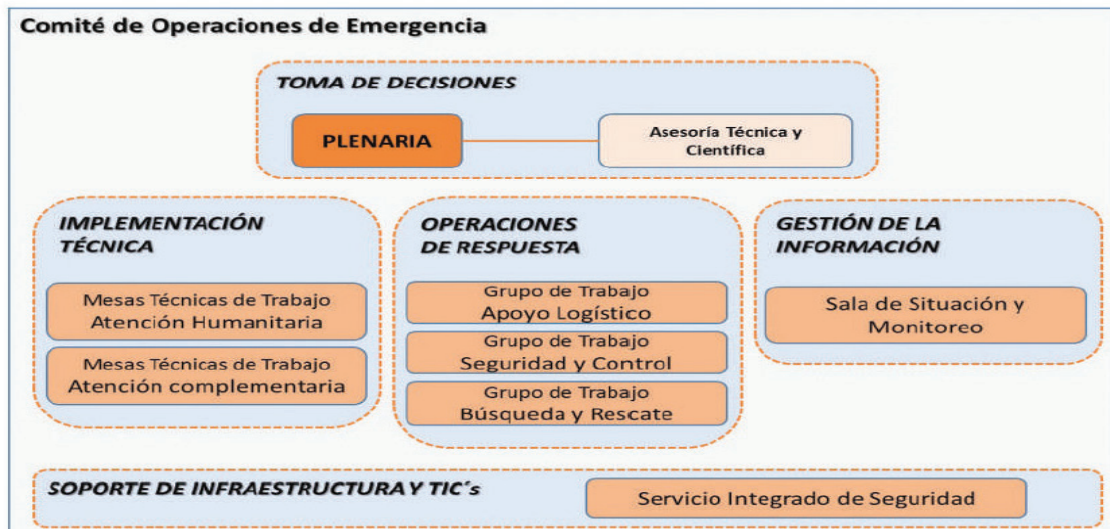 Comité de Operaciones de Emergencia
TOMA DE DECISIONES
PLENARIA
Asesoría Técnica y
Científica
IMPLEMENTACIÓN
TÉCNICA
Mesas Técnicas de Trabajo
Atención Humanitaria
Mesas Técnicas de Trabajo
Atención complementaria
OPERACIONES
DE RESPUESTA
Grupo de Trabajo
Apoyo Logístico
Grupo de Trabajo
Seguridad y Control
Grupo de Trabajo
Búsqueda y Rescate
GESTIÓN DE LA
INFORMACIÓN
Sala de Situación y
Monitoreo
SOPORTE DE INFRAESTRUCTURA Y TIC´s
Servicio Integrado de Seguridad